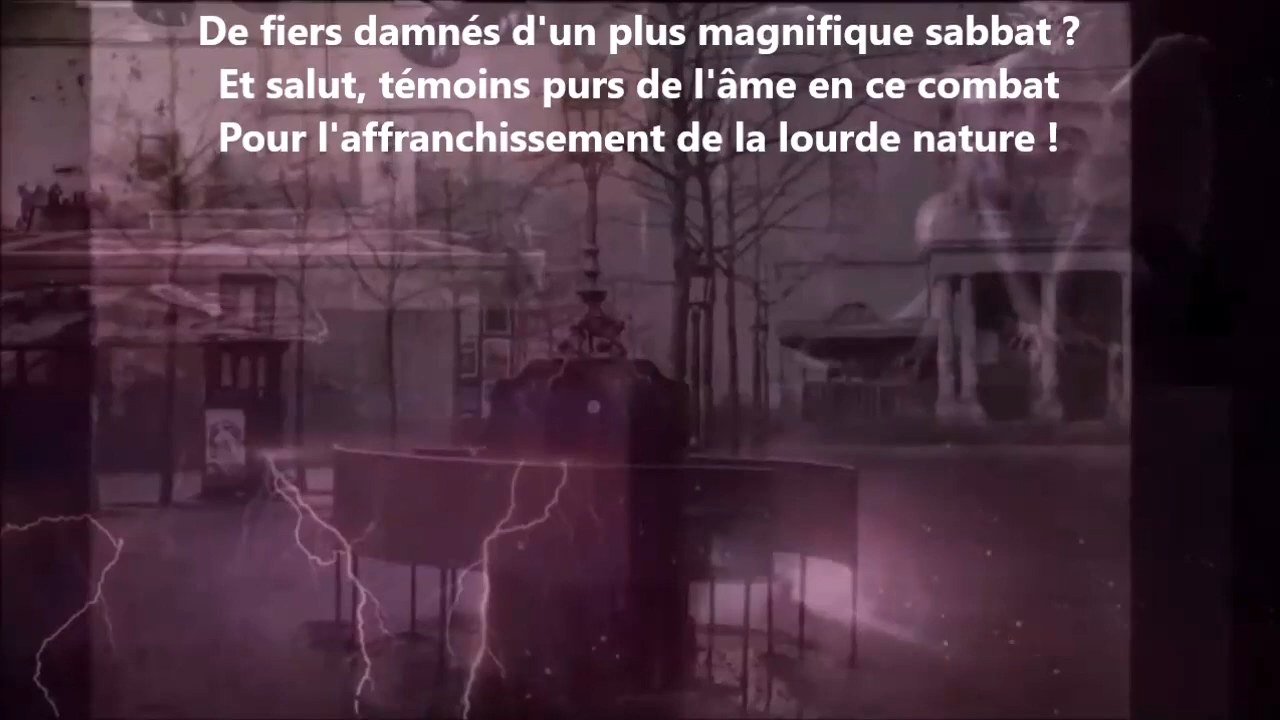 De fiers damnés d'un plus magnifique sabbat ?
Et salut, témoins purs de l'âme en ce combat
Pour l'affranchissement de la lourde nature !